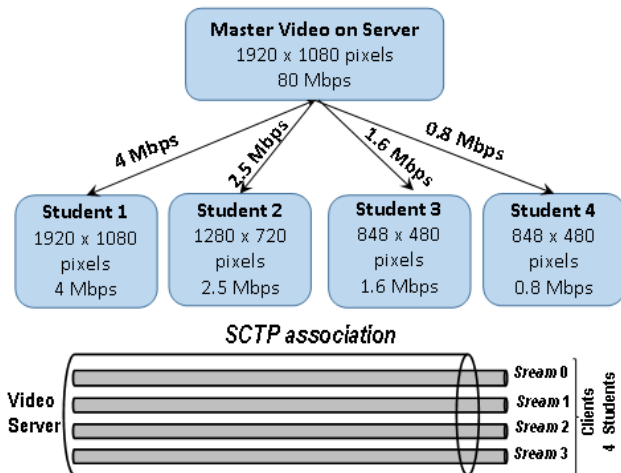 Master Video on Server
1920 x 1080 pixels
80 Mbps
4 Mbps
2.5 Mbps
1.6 Mbps
0.8 Mbps
Student 1
1920 x 1080
pixels
4 Mbps
Student 2
1280 x 720
pixels
2.5 Mbps
Student 3
848 x 480
pixels
1.6 Mbps
Student 4
848 x 480
pixels
0.8 Mbps
SCTP association
Video
Server
Sream 0
Sream 1
Sream 2
Sream 3
Clients
4 Students